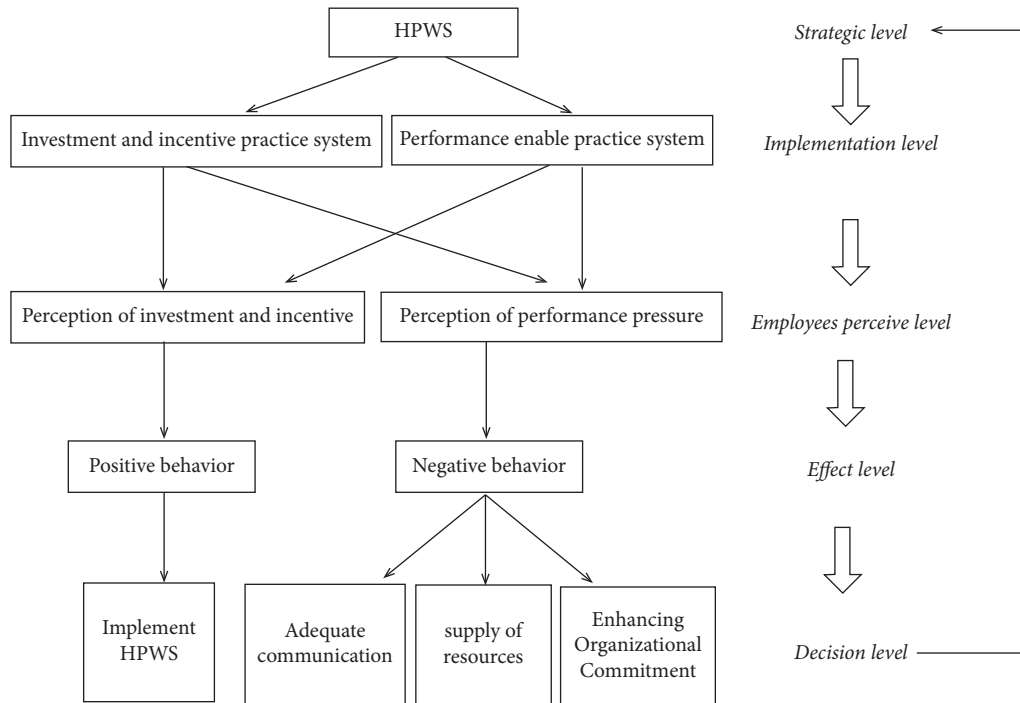 HPWS
Strategic level
Investment and incentive practice system
Performance enable practice system
Implementation level
Perception of investment and incentive
Perception of performance pressure
Employees perceive level
Positive behavior
Negative behavior
Effect level
Implement
HPWS
Adequate
communication
supply of
resources
Enhancing
Organizational
Commitment
Decision level